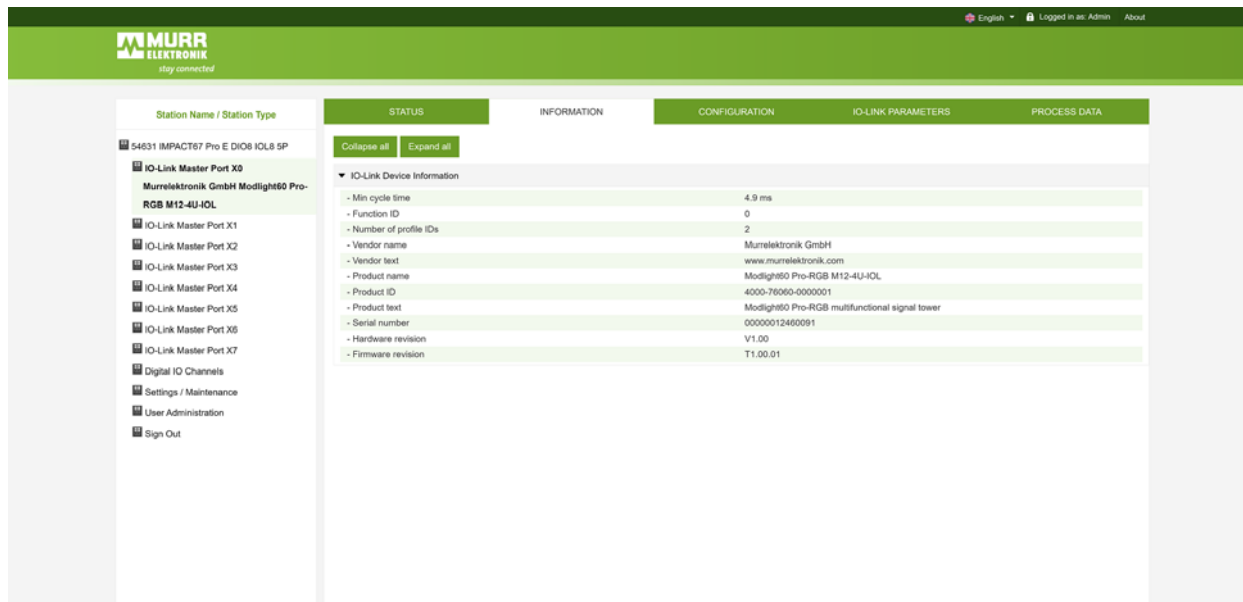 English
Logged in as: Admin
About
MURR
ELEKTRONIK
stay connected
Station Name / Station Type
54631 IMPACT67 Pro E DIO8 IOL8 5P
IO-Link Master Port X0
Murrelektronik GmbH Modlight60 Pro-
RGB M12-4U-IOL
IO-Link Master Port X1
IO-Link Master Port X2
IO-Link Master Port X3
IO-Link Master Port X4
IO-Link Master Port X5
IO-Link Master Port X6
IO-Link Master Port X7
Digital IO Channels
Settings / Maintenance
User Administration
Sign Out
STATUS
INFORMATION
CONFIGURATION
IO-LINK PARAMETERS
PROCESS DATA
Collapse all
Expand all
IO-Link Device Information
- Min cycle time 4.9 ms
- Function ID 0
- Number of profile IDs 2
- Vendor name Murrelektronik GmbH
- Vendor text www.murrelektronik.com
- Product name Modlight60 Pro-RGB M12-4U-IOL
- Product ID 4000-76060-0000001
- Product text Modlight60 Pro-RGB multifunctional signal tower
- Serial number 00000012460091
- Hardware revision V1.00
- Firmware revision T1.00.01